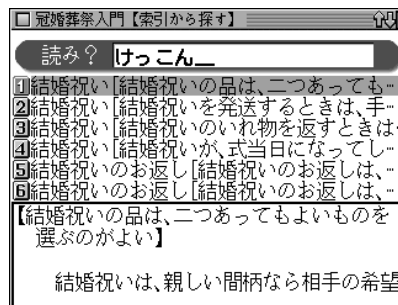 冠婚葬祭入門【索引から探す】
読み？ けっこん＿
1結婚祝い［結婚祝いの品は、二つあっても…
2結婚祝い［結婚祝いを発送するときは、手…
3結婚祝い［結婚祝いのいれ物を返すときは…
4結婚祝い［結婚祝いが、式当日になってし…
5結婚祝いのお返し［結婚祝いのお返しは、…
6結婚祝いのお返し［結婚祝いのお返しは、…
【結婚祝いの品は、二つあってもよいものを
選ぶのがよい】
結婚祝いは、親しい間柄なら相手の希望